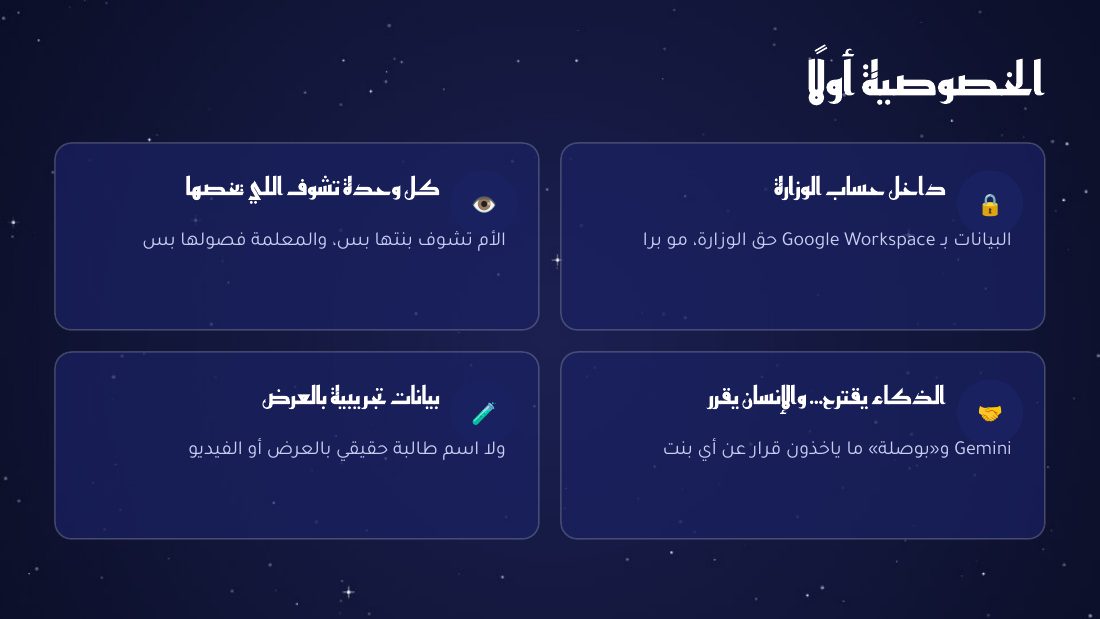 الخصوصية أولًا
داخل حساب الوزارة
البيانات بـ Google Workspace حق الوزارة، مو برا
كل وحدة تشوف اللي يخصها
الأم تشوف بنتها بس، والمعلمة فصولها بس
الذكاء يقترح... والإنسان يقرر
Gemini و«بوصلة» ما ياخذون قرار عن أي بنت
بيانات تجريبية بالعرض
ولا اسم طالبة حقيقي بالعرض أو الفيديو